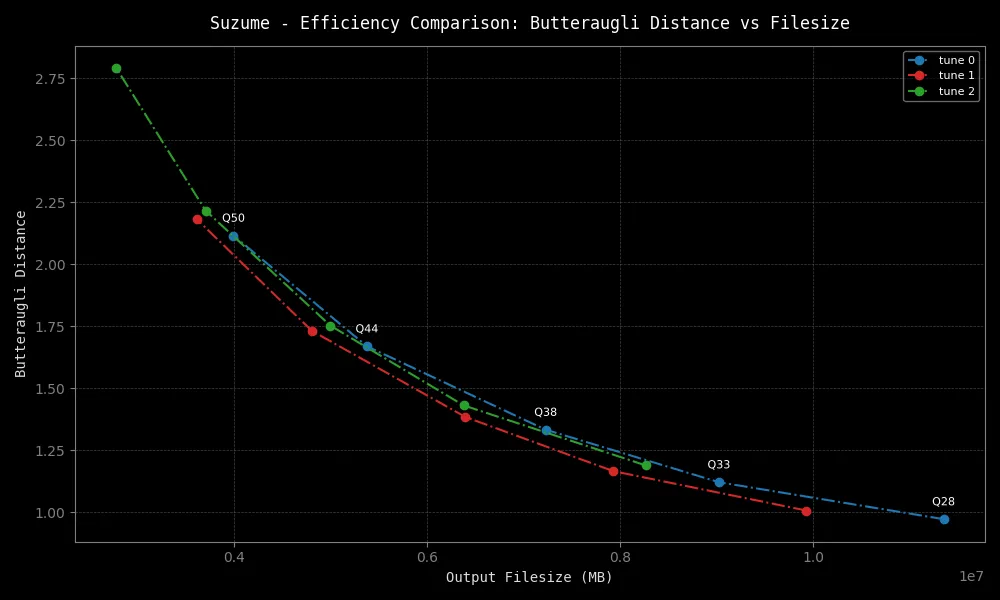 Suzume - Efficiency Comparison: Butteraugli Distance vs Filesize
tune 0
tune 1
tune 2
2.75
2.50
2.25
2.00
1.75
1.50
1.25
1.00
Butteraugli Distance
Q50
Q44
Q38
Q33
Q28
0.4
0.6
0.8
1.0
1e7
Output Filesize (MB)